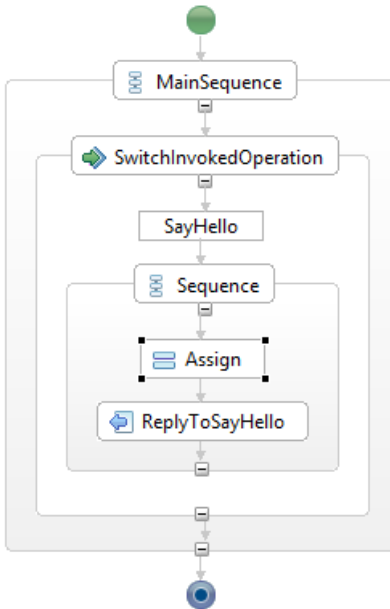 MainSequence
SwitchInvokedOperation
SayHello
Sequence
Assign
ReplyToSayHello